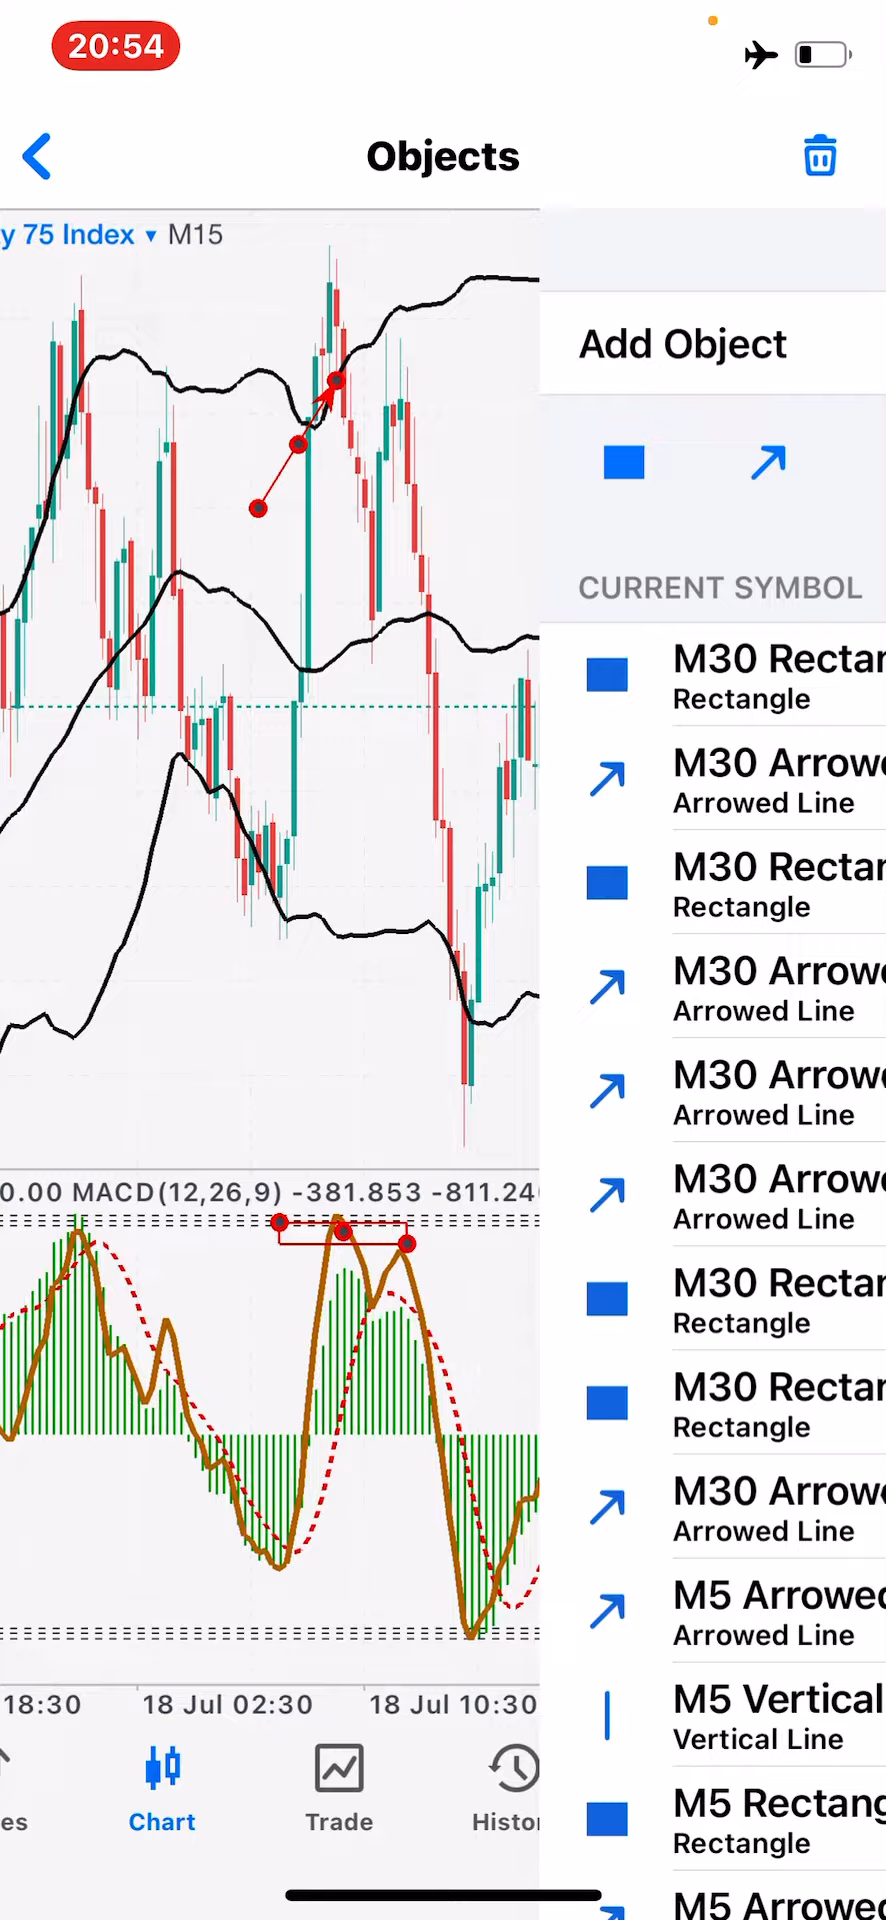 20:54
Objects
y 75 Index ▾ M15
Add Object
CURRENT SYMBOL
M30 Rectan
Rectangle
M30 Arrowe
Arrowed Line
M30 Rectan
Rectangle
M30 Arrowe
Arrowed Line
M30 Arrowe
Arrowed Line
M30 Arrowe
Arrowed Line
M30 Rectan
Rectangle
M30 Rectan
Rectangle
M30 Arrowe
Arrowed Line
M5 Arrowed
Arrowed Line
M5 Vertical
Vertical Line
M5 Rectang
Rectangle
M5 Arrowed
0.00 MACD(12,26,9) -381.853 -811.240
18:30 18 Jul 02:30 18 Jul 10:30
es Chart Trade Histor